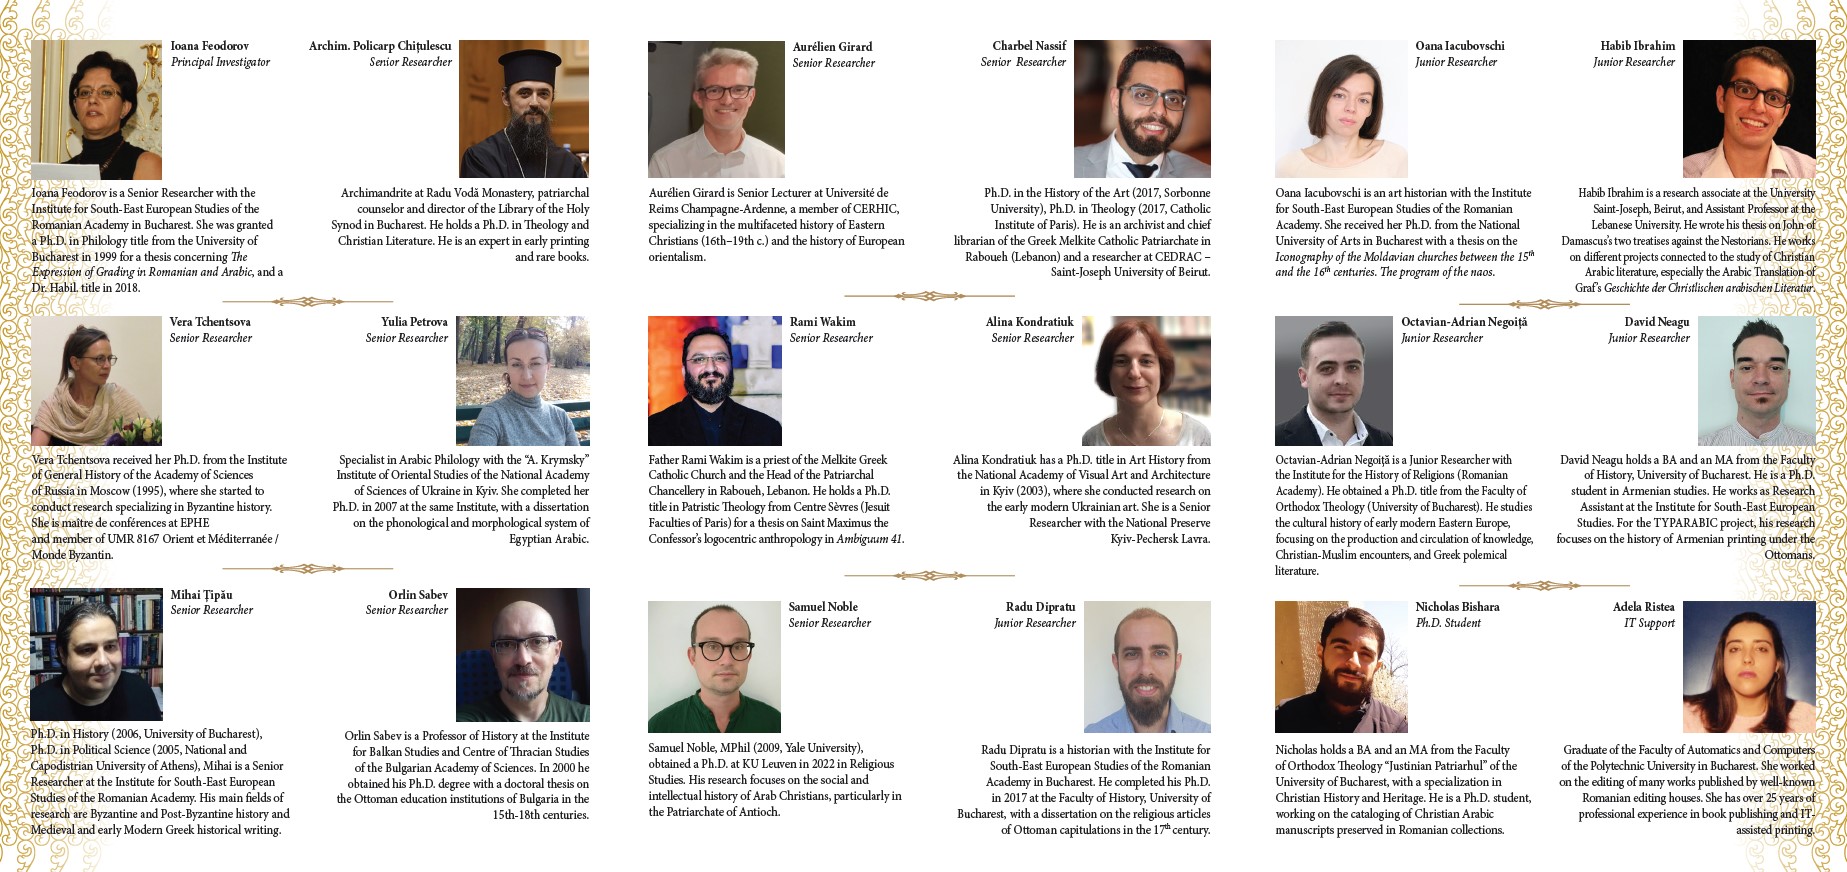 Ioana Feodorov
Principal Investigator
Ioana Feodorov is a Senior Researcher with the
Institute for South-East European Studies of the
Romanian Academy in Bucharest. She was granted
a Ph.D. in Philology title from the University of
Bucharest in 1999 for a thesis concerning The
Expression of Grading in Romanian and Arabic, and a
Dr. Habil. title in 2018.
Archim. Policarp Chițulescu
Senior Researcher
Archimandrite at Radu Vodă Monastery, patriarchal
counselor and director of the Library of the Holy
Synod in Bucharest. He holds a Ph.D. in Theology and
Christian Literature. He is an expert in early printing
and rare books.
Vera Tchentsova
Senior Researcher
Vera Tchentsova received her Ph.D. from the Institute
of General History of the Academy of Sciences
of Russia in Moscow (1995), where she started to
conduct research specializing in Byzantine history.
She is maître de conférences at EPHE
and member of UMR 8167 Orient et Méditerranée /
Monde Byzantin.
Yulia Petrova
Senior Researcher
Specialist in Arabic Philology with the “A. Krymsky”
Institute of Oriental Studies of the National Academy
of Sciences of Ukraine in Kyiv. She completed her
Ph.D. in 2007 at the same Institute, with a dissertation
on the phonological and morphological system of
Egyptian Arabic.
Mihai Țipău
Senior Researcher
Ph.D. in History (2006, University of Bucharest),
Ph.D. in Political Science (2005, National and
Capodistrian University of Athens), Mihai is a Senior
Researcher at the Institute for South-East European
Studies of the Romanian Academy. His main fields of
research are Byzantine and Post-Byzantine history and
Medieval and early Modern Greek historical writing.
Orlin Sabev
Senior Researcher
Orlin Sabev is a Professor of History at the Institute
for Balkan Studies and Centre of Thracian Studies
of the Bulgarian Academy of Sciences. In 2000 he
obtained his Ph.D. degree with a doctoral thesis on
the Ottoman education institutions of Bulgaria in the
15th-18th centuries.
Aurélien Girard
Senior Researcher
Aurélien Girard is Senior Lecturer at Université de
Reims Champagne-Ardenne, a member of CERHIC,
specializing in the multifaceted history of Eastern
Christians (16th–19th c.) and the history of European
orientalism.
Charbel Nassif
Senior Researcher
Ph.D. in the History of the Art (2017, Sorbonne
University), Ph.D. in Theology (2017, Catholic
Institute of Paris). He is an archivist and chief
librarian of the Greek Melkite Catholic Patriarchate in
Raboueh (Lebanon) and a researcher at CEDRAC –
Saint-Joseph University of Beirut.
Rami Wakim
Senior Researcher
Father Rami Wakim is a priest of the Melkite Greek
Catholic Church and the Head of the Patriarchal
Chancellery in Raboueh, Lebanon. He holds a Ph.D.
title in Patristic Theology from Centre Sèvres (Jesuit
Faculties of Paris) for a thesis on Saint Maximus the
Confessor’s logocentric anthropology in Ambiguum 41.
Alina Kondratiuk
Senior Researcher
Alina Kondratiuk has a Ph.D. title in Art History from
the National Academy of Visual Art and Architecture
in Kyiv (2003), where she conducted research on
the early modern Ukrainian art. She is a Senior
Researcher with the National Preserve
Kyiv-Pechersk Lavra.
Samuel Noble
Senior Researcher
Samuel Noble, MPhil (2009, Yale University),
obtained a Ph.D. at KU Leuven in 2022 in Religious
Studies. His research focuses on the social and
intellectual history of Arab Christians, particularly in
the Patriarchate of Antioch.
Radu Dipratu
Junior Researcher
Radu Dipratu is a historian with the Institute for
South-East European Studies of the Romanian
Academy in Bucharest. He completed his Ph.D.
in 2017 at the Faculty of History, University of
Bucharest, with a dissertation on the religious articles
of Ottoman capitulations in the 17th century.
Oana Iacubovschi
Junior Researcher
Oana Iacubovschi is an art historian with the Institute
for South-East European Studies of the Romanian
Academy. She received her Ph.D. from the National
University of Arts in Bucharest with a thesis on the
Iconography of the Moldavian churches between the 15th
and the 16th centuries. The program of the naos.
Habib Ibrahim
Junior Researcher
Habib Ibrahim is a research associate at the University
Saint-Joseph, Beirut, and Assistant Professor at the
Lebanese University. He wrote his thesis on John of
Damascus’s two treatises against the Nestorians. He works
on different projects connected to the study of Christian
Arabic literature, especially the Arabic Translation of
Graf’s Geschichte der Christlischen arabischen Literatur.
Octavian-Adrian Negoiță
Junior Researcher
Octavian-Adrian Negoiță is a Junior Researcher with
the Institute for the History of Religions (Romanian
Academy). He obtained a Ph.D. title from the Faculty of
Orthodox Theology (University of Bucharest). He studies
the cultural history of early modern Eastern Europe,
focusing on the production and circulation of knowledge,
Christian-Muslim encounters, and Greek polemical
literature.
David Neagu
Junior Researcher
David Neagu holds a BA and an MA from the Faculty
of History, University of Bucharest. He is a Ph.D.
student in Armenian studies. He works as Research
Assistant at the Institute for South-East European
Studies. For the TYPARABIC project, his research
focuses on the history of Armenian printing under the
Ottomans.
Nicholas Bishara
Ph.D. Student
Nicholas holds a BA and an MA from the Faculty
of Orthodox Theology “Justinian Patriarhul” of the
University of Bucharest, with a specialization in
Christian History and Heritage. He is a Ph.D. student,
working on the cataloging of Christian Arabic
manuscripts preserved in Romanian collections.
Adela Ristea
IT Support
Graduate of the Faculty of Automatics and Computers
of the Polytechnic University in Bucharest. She worked
on the editing of many works published by well-known
Romanian editing houses. She has over 25 years of
professional experience in book publishing and IT-
assisted printing.